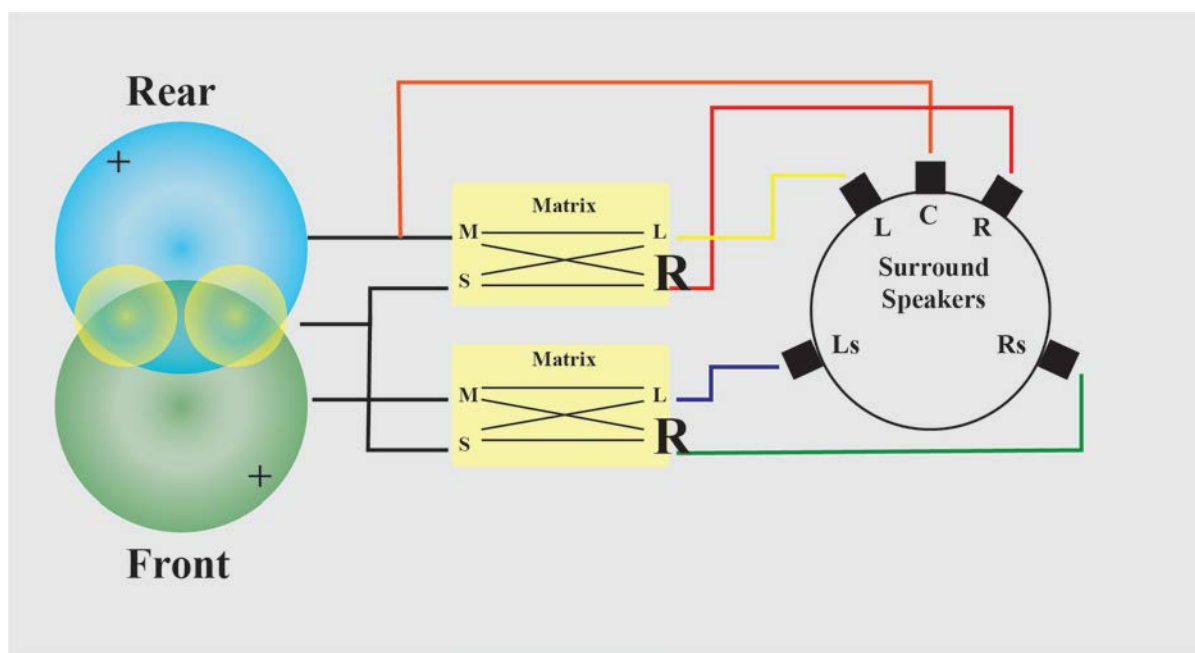 Rear
+
Matrix
M L
S R
L C R
Surround
Speakers
Ls Rs
Matrix
M L
S R
+
Front